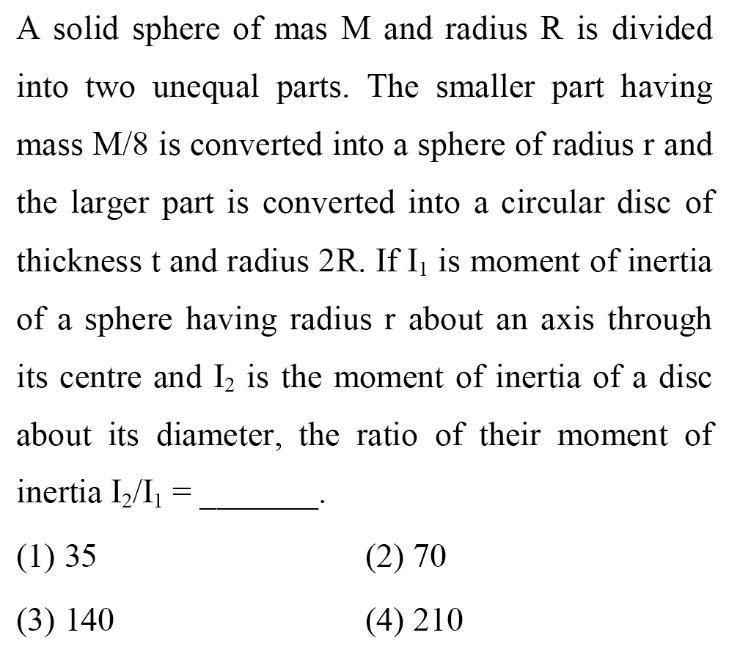 A solid sphere of mas M and radius R is divided
into two unequal parts. The smaller part having
mass M/8 is converted into a sphere of radius r and
the larger part is converted into a circular disc of
thickness t and radius 2R. If I₁ is moment of inertia
of a sphere having radius r about an axis through
its centre and I₂ is the moment of inertia of a disc
about its diameter, the ratio of their moment of
inertia I₂/I₁ = _______.
(1) 35 (2) 70
(3) 140 (4) 210